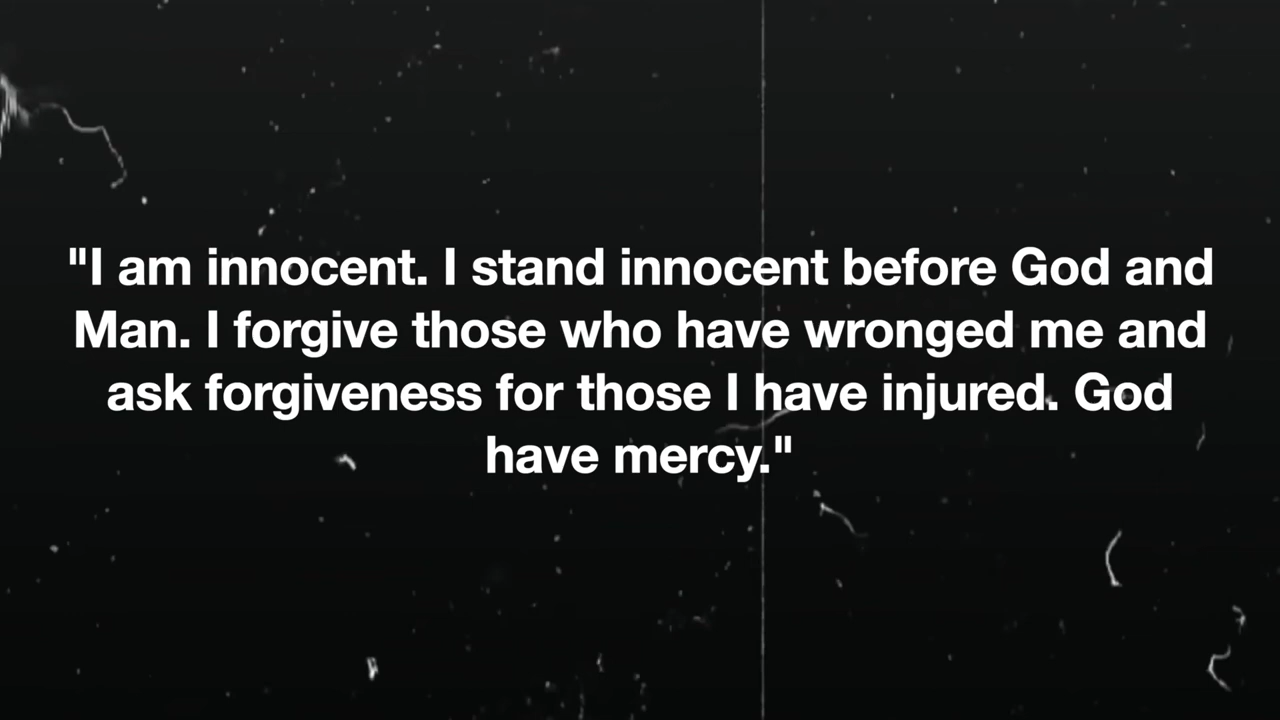 "I am innocent. I stand innocent before God and
Man. I forgive those who have wronged me and
ask forgiveness for those I have injured. God
have mercy."